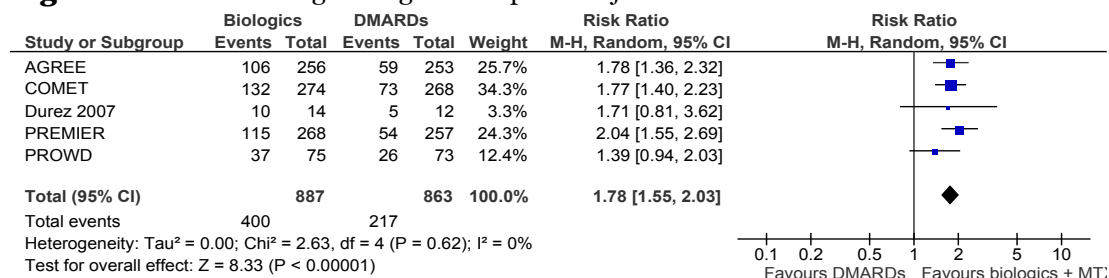 Biologics DMARDs Risk Ratio Risk Ratio
Study or Subgroup Events Total Events Total Weight M-H, Random, 95% CI M-H, Random, 95% CI
AGREE 106 256 59 253 25.7% 1.78 [1.36, 2.32]
COMET 132 274 73 268 34.3% 1.77 [1.40, 2.23]
Durez 2007 10 14 5 12 3.3% 1.71 [0.81, 3.62]
PREMIER 115 268 54 257 24.3% 2.04 [1.55, 2.69]
PROWD 37 75 26 73 12.4% 1.39 [0.94, 2.03]
Total (95% CI) 887 863 100.0% 1.78 [1.55, 2.03]
Total events 400 217
Heterogeneity: Tau² = 0.00; Chi² = 2.63, df = 4 (P = 0.62); I² = 0%
Test for overall effect: Z = 8.33 (P < 0.00001)
0.1 0.2 0.5 1 2 5 10
Favours DMARDs Favours biologics + MTX